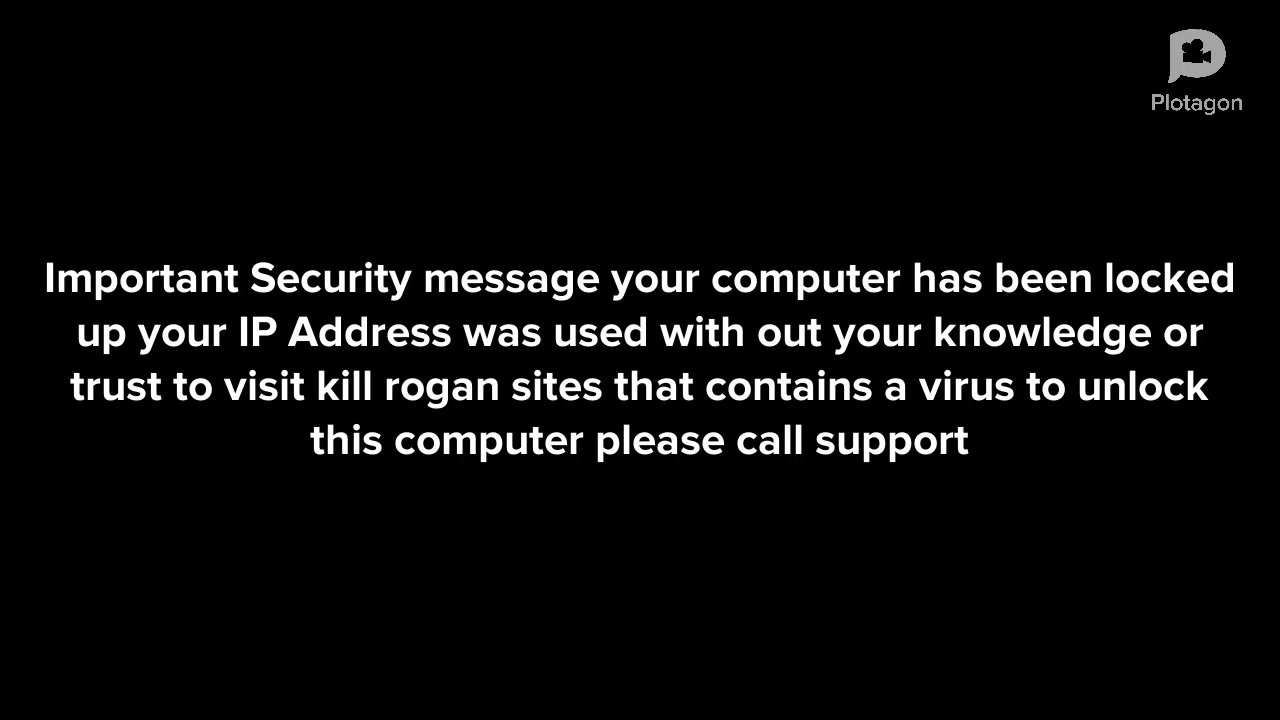 Plotagon
Important Security message your computer has been locked
up your IP Address was used with out your knowledge or
trust to visit kill rogan sites that contains a virus to unlock
this computer please call support